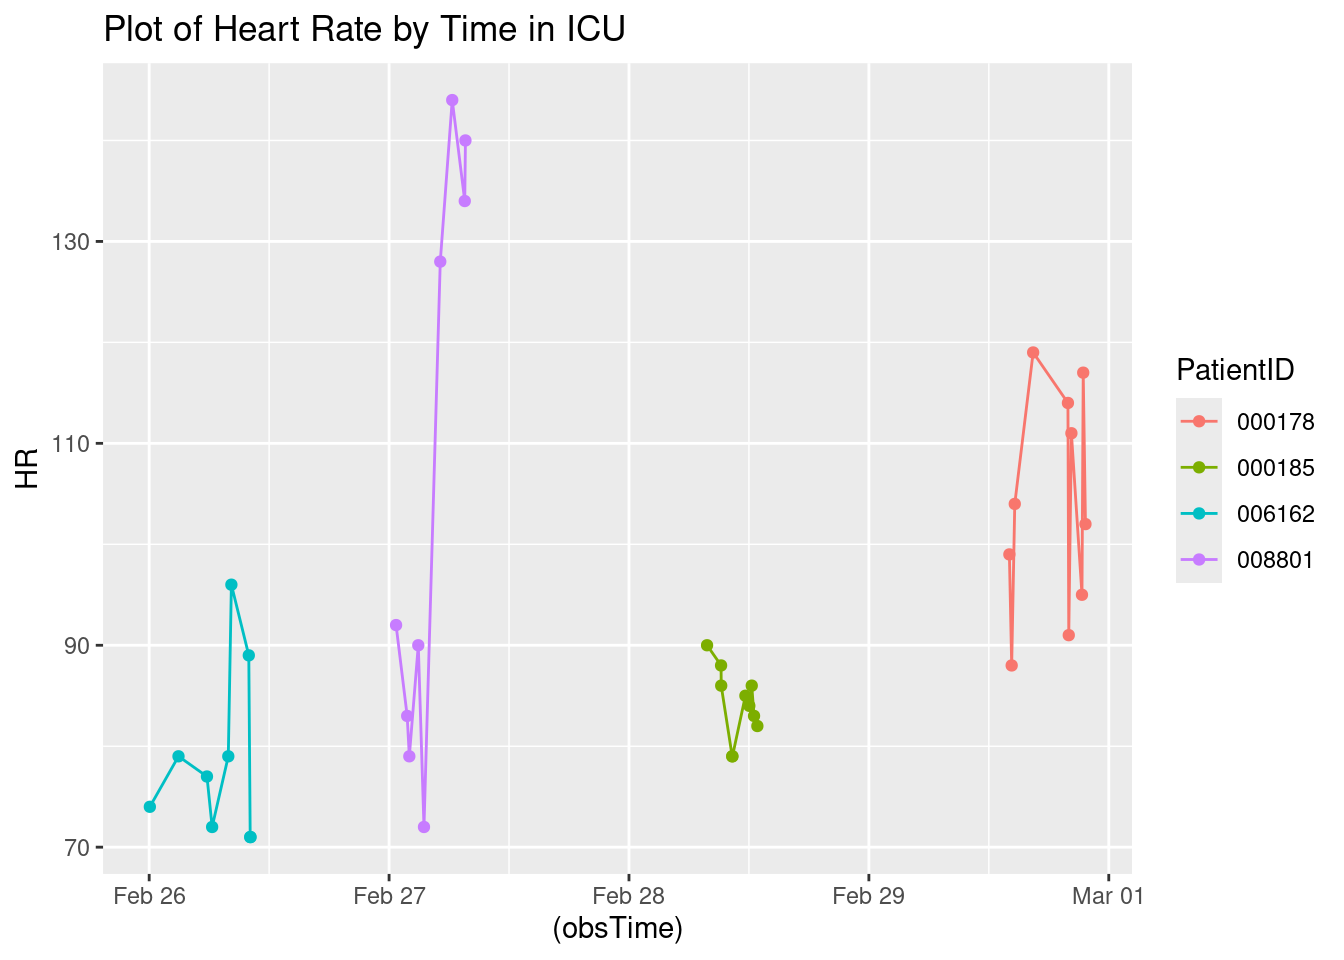 Plot of Heart Rate by Time in ICU
130
110
90
70
HR
Feb 26
Feb 27
Feb 28
Feb 29
Mar 01
(obsTime)
PatientID
000178
000185
006162
008801